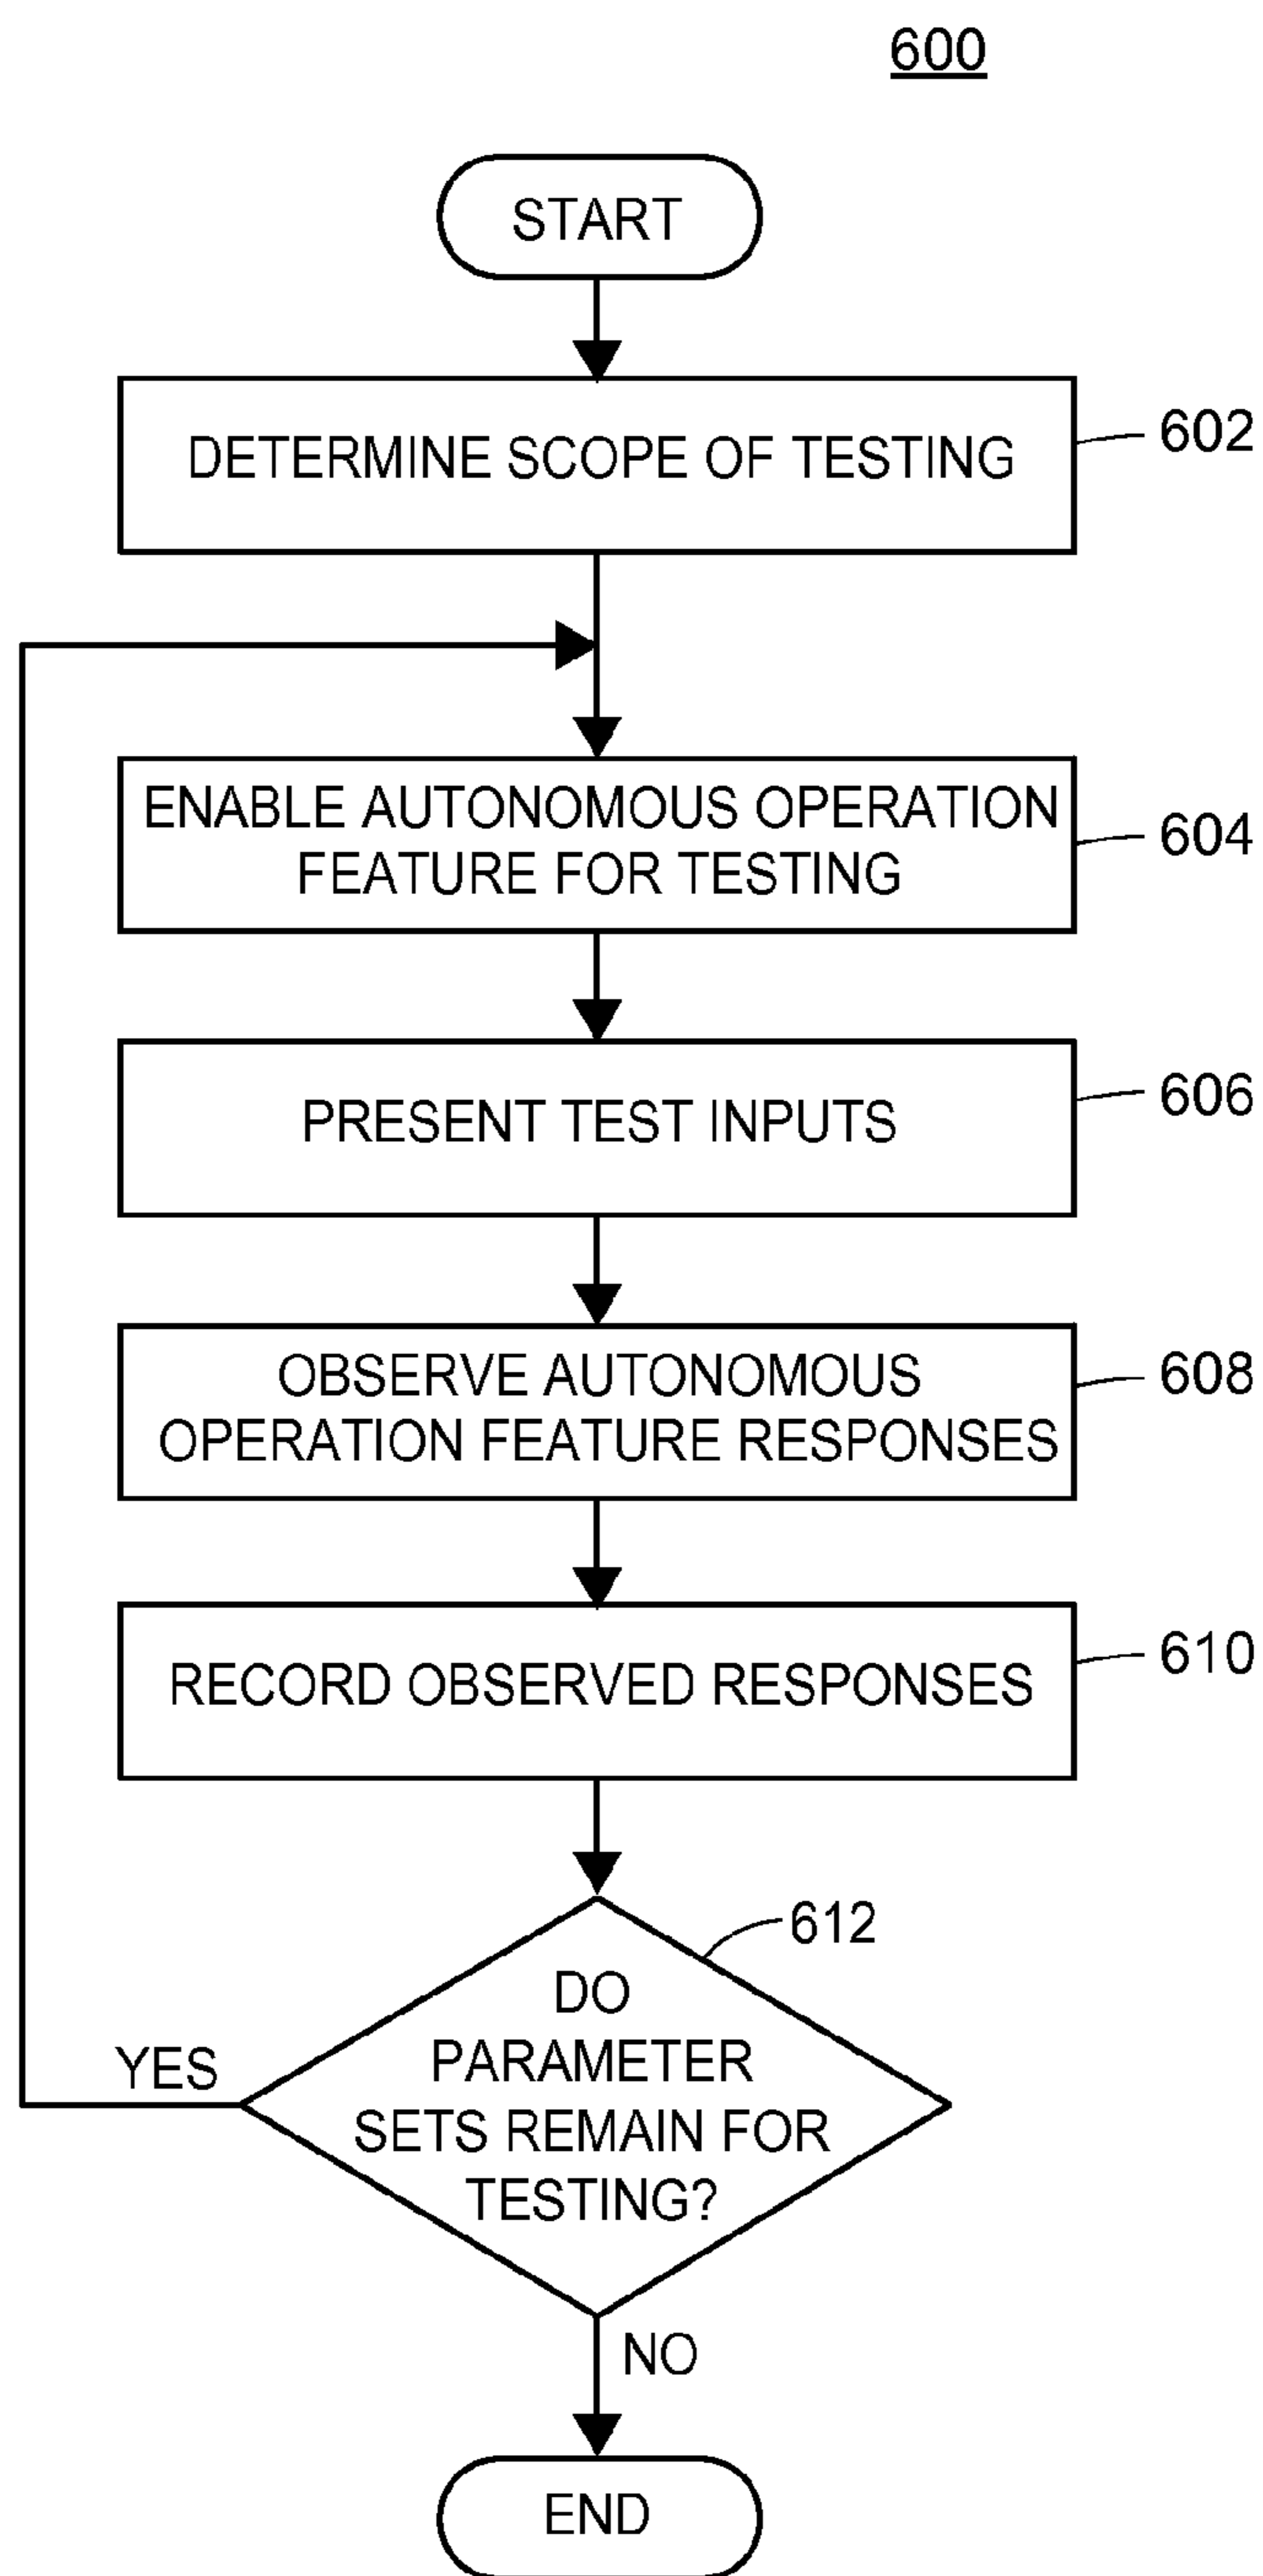 600
START
DETERMINE SCOPE OF TESTING
602
ENABLE AUTONOMOUS OPERATION
FEATURE FOR TESTING
604
PRESENT TEST INPUTS
606
OBSERVE AUTONOMOUS
OPERATION FEATURE RESPONSES
608
RECORD OBSERVED RESPONSES
610
612
DO
PARAMETER
SETS REMAIN FOR
TESTING?
YES
NO
END